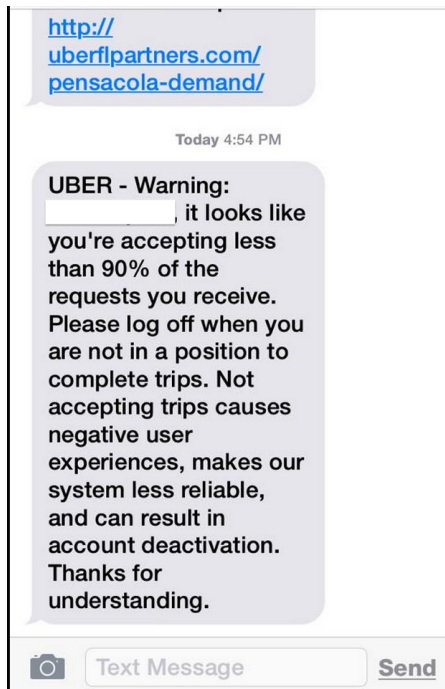 http://
uberflpartners.com/
pensacola-demand/
Today 4:54 PM
UBER - Warning:
, it looks like
you're accepting less
than 90% of the
requests you receive.
Please log off when you
are not in a position to
complete trips. Not
accepting trips causes
negative user
experiences, makes our
system less reliable,
and can result in
account deactivation.
Thanks for
understanding.
Text Message
Send